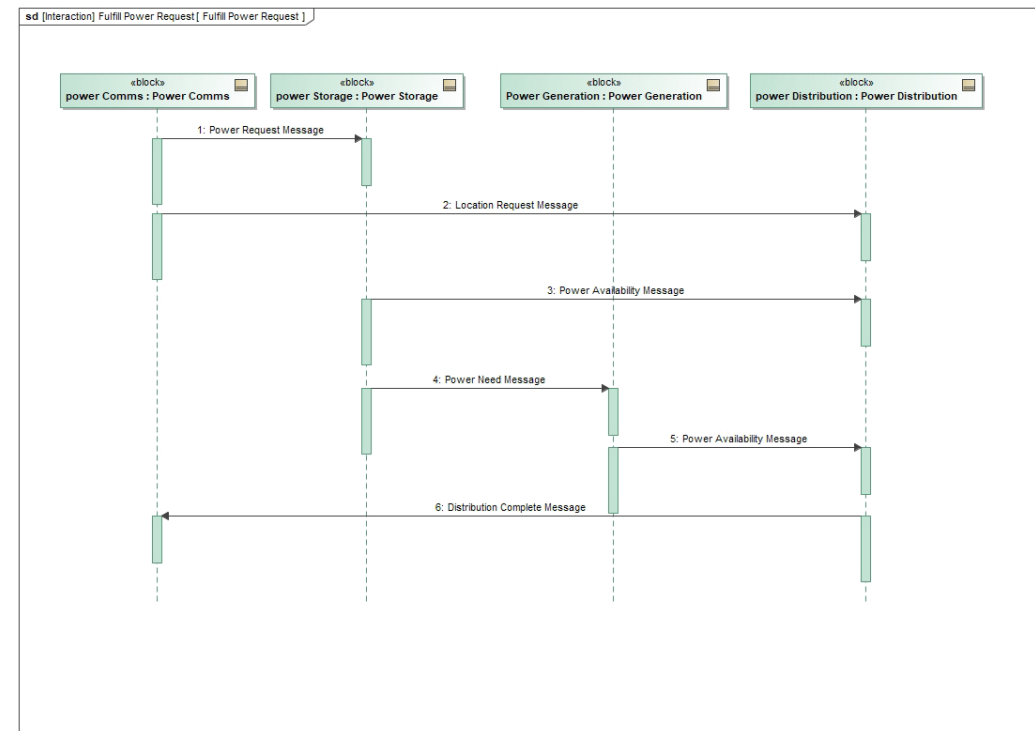 sd [Interaction] Fulfill Power Request [ Fulfill Power Request ]
«block»
power Comms : Power Comms
«block»
power Storage : Power Storage
«block»
Power Generation : Power Generation
«block»
power Distribution : Power Distribution
1: Power Request Message
2: Location Request Message
3: Power Availability Message
4: Power Need Message
5: Power Availability Message
6: Distribution Complete Message